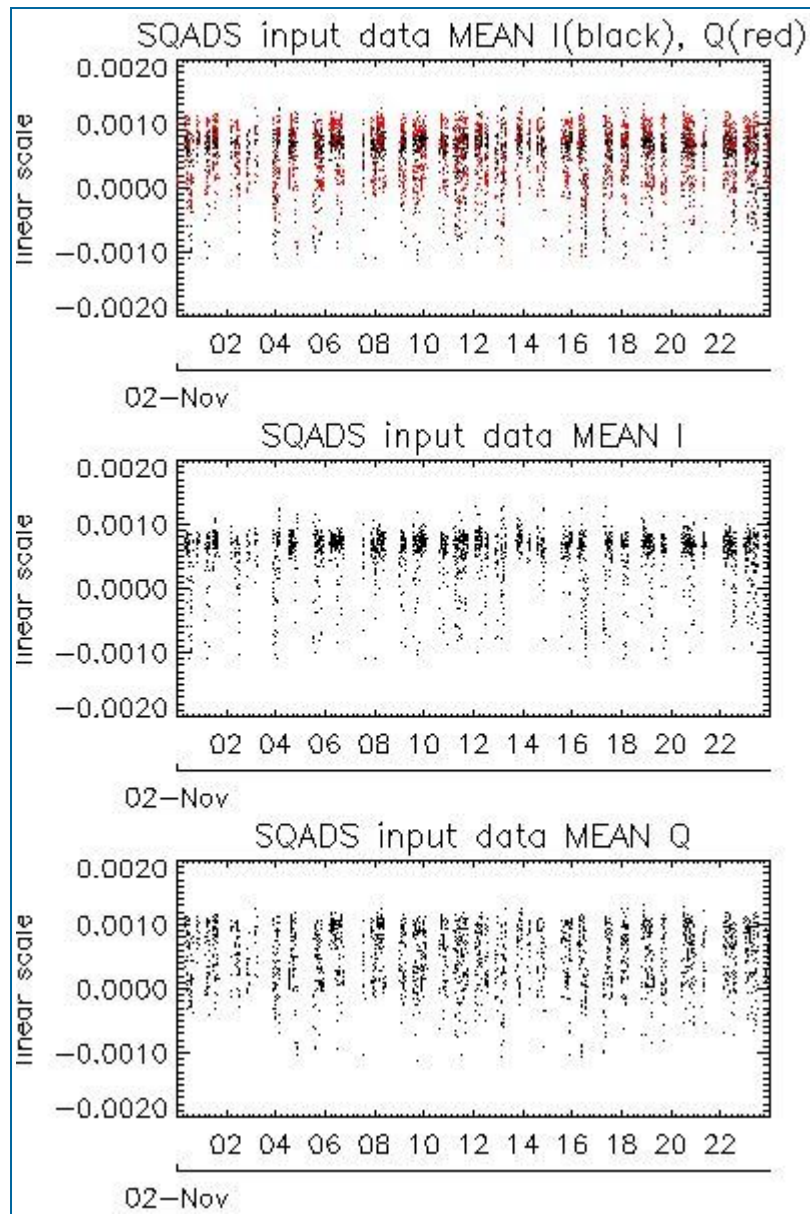 SQADS input data MEAN I(black), Q(red)
linear scale
0.0020
0.0010
0.0000
−0.0010
−0.0020
02 04 06 08 10 12 14 16 18 20 22
02−Nov
SQADS input data MEAN I
linear scale
0.0020
0.0010
0.0000
−0.0010
−0.0020
02 04 06 08 10 12 14 16 18 20 22
02−Nov
SQADS input data MEAN Q
linear scale
0.0020
0.0010
0.0000
−0.0010
−0.0020
02 04 06 08 10 12 14 16 18 20 22
02−Nov